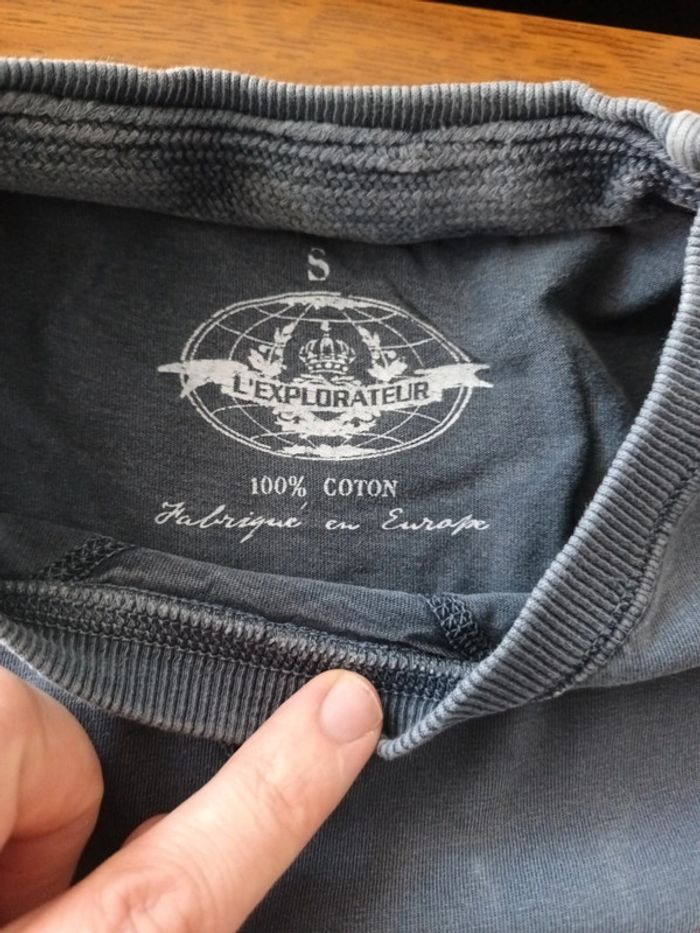 S
L'EXPLORATEUR
100% COTON
Fabriqué en Europe